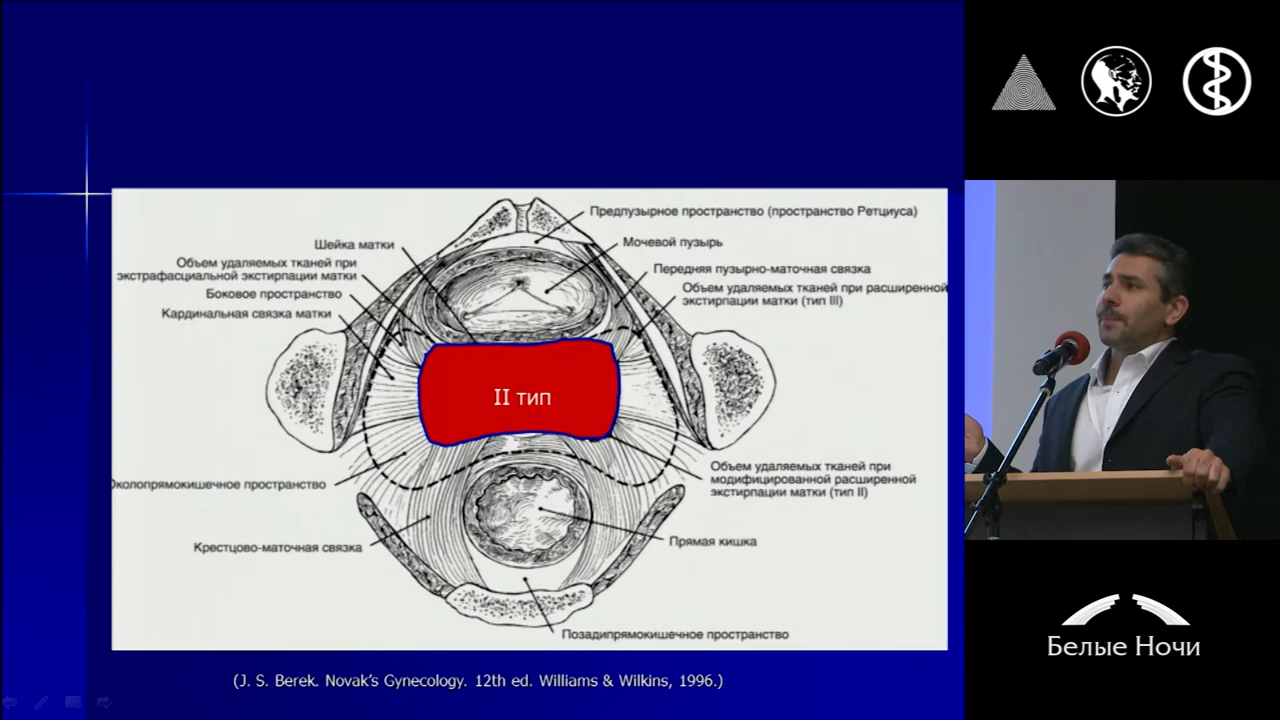 Предпузырное пространство (пространство Ретциуса)
Шейка матки
Мочевой пузырь
Объем удаляемых тканей при
экстрафасциальной экстирпации матки
Передняя пузырно-маточная связка
Боковое пространство
Объем удаляемых тканей при расширенной
экстирпации матки (тип III)
Кардинальная связка матки
II тип
Околопрямокишечное пространство
Объем удаляемых тканей при
модифицированной расширенной
экстирпации матки (тип II)
Крестцово-маточная связка
Прямая кишка
Позадипрямокишечное пространство
(J. S. Berek. Novak's Gynecology. 12th ed. Williams & Wilkins, 1996.)
Белые Ночи